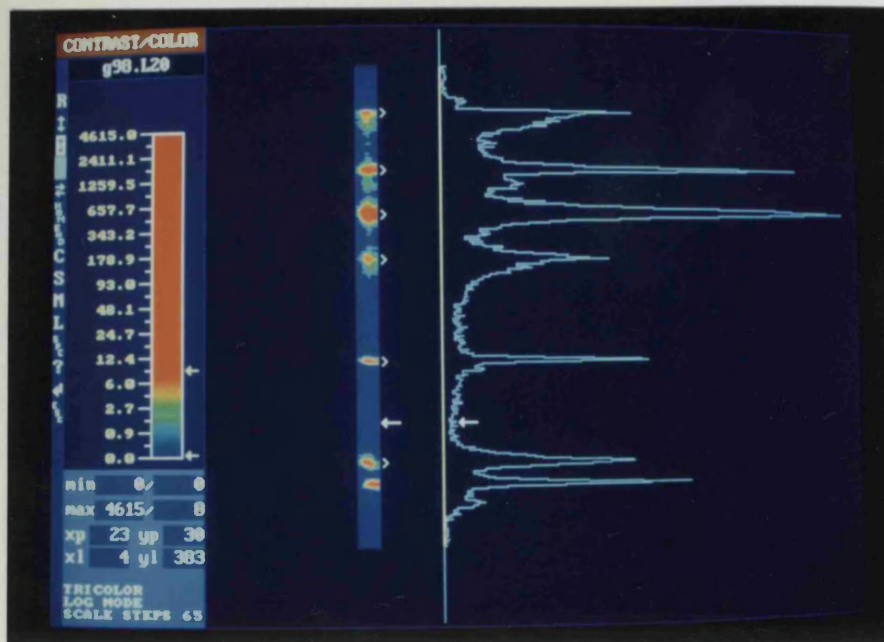 CONTRAST/COLOR
g90.L20
R
4615.0
2411.1
1259.5
657.7
343.2
C 178.9
S 93.0
M 48.1
L 24.7
12.4
? 6.0
2.7
0.9
0.0
min 0/ 0
max 4615/ 8
xp 23 yp 30
xl 4 yl 383
TRICOLOR
LOG MODE
SCALE STEPS 65